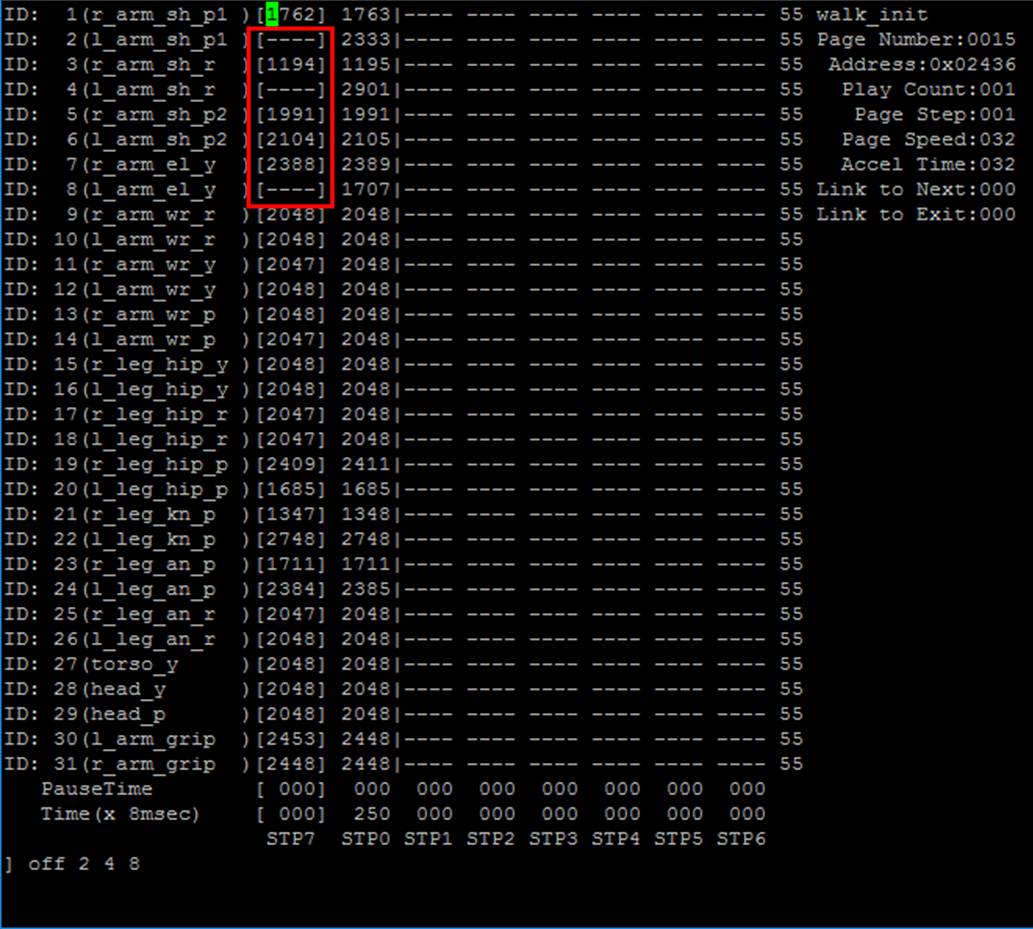 ID:  1(r_arm_sh_p1 )[1762] 1763|---- ---- ---- ---- ---- ---- 55 walk_init
ID:  2(l_arm_sh_p1 )[----] 2333|---- ---- ---- ---- ---- ---- 55 Page Number:0015
ID:  3(r_arm_sh_r  )[1194] 1195|---- ---- ---- ---- ---- ---- 55  Address:0x02436
ID:  4(l_arm_sh_r  )[----] 2901|---- ---- ---- ---- ---- ---- 55   Play Count:001
ID:  5(r_arm_sh_p2 )[1991] 1991|---- ---- ---- ---- ---- ---- 55    Page Step:001
ID:  6(l_arm_sh_p2 )[2104] 2105|---- ---- ---- ---- ---- ---- 55   Page Speed:032
ID:  7(r_arm_el_y  )[2388] 2389|---- ---- ---- ---- ---- ---- 55   Accel Time:032
ID:  8(l_arm_el_y  )[----] 1707|---- ---- ---- ---- ---- ---- 55 Link to Next:000
ID:  9(r_arm_wr_r  )[2048] 2048|---- ---- ---- ---- ---- ---- 55 Link to Exit:000
ID: 10(l_arm_wr_r  )[2048] 2048|---- ---- ---- ---- ---- ---- 55
ID: 11(r_arm_wr_y  )[2047] 2048|---- ---- ---- ---- ---- ---- 55
ID: 12(l_arm_wr_y  )[2048] 2048|---- ---- ---- ---- ---- ---- 55
ID: 13(r_arm_wr_p  )[2048] 2048|---- ---- ---- ---- ---- ---- 55
ID: 14(l_arm_wr_p  )[2047] 2048|---- ---- ---- ---- ---- ---- 55
ID: 15(r_leg_hip_y )[2048] 2048|---- ---- ---- ---- ---- ---- 55
ID: 16(l_leg_hip_y )[2048] 2048|---- ---- ---- ---- ---- ---- 55
ID: 17(r_leg_hip_r )[2047] 2048|---- ---- ---- ---- ---- ---- 55
ID: 18(l_leg_hip_r )[2047] 2048|---- ---- ---- ---- ---- ---- 55
ID: 19(r_leg_hip_p )[2409] 2411|---- ---- ---- ---- ---- ---- 55
ID: 20(l_leg_hip_p )[1685] 1685|---- ---- ---- ---- ---- ---- 55
ID: 21(r_leg_kn_p  )[1347] 1348|---- ---- ---- ---- ---- ---- 55
ID: 22(l_leg_kn_p  )[2748] 2748|---- ---- ---- ---- ---- ---- 55
ID: 23(r_leg_an_p  )[1711] 1711|---- ---- ---- ---- ---- ---- 55
ID: 24(l_leg_an_p  )[2384] 2385|---- ---- ---- ---- ---- ---- 55
ID: 25(r_leg_an_r  )[2047] 2048|---- ---- ---- ---- ---- ---- 55
ID: 26(l_leg_an_r  )[2048] 2048|---- ---- ---- ---- ---- ---- 55
ID: 27(torso_y     )[2048] 2048|---- ---- ---- ---- ---- ---- 55
ID: 28(head_y      )[2048] 2048|---- ---- ---- ---- ---- ---- 55
ID: 29(head_p      )[2048] 2048|---- ---- ---- ---- ---- ---- 55
ID: 30(l_arm_grip  )[2453] 2448|---- ---- ---- ---- ---- ---- 55
ID: 31(r_arm_grip  )[2448] 2448|---- ---- ---- ---- ---- ---- 55
PauseTime [ 000] 000 000 000 000 000 000 000
Time(x 8msec) [ 000] 250 000 000 000 000 000 000
STP7 STP0 STP1 STP2 STP3 STP4 STP5 STP6
] off 2 4 8